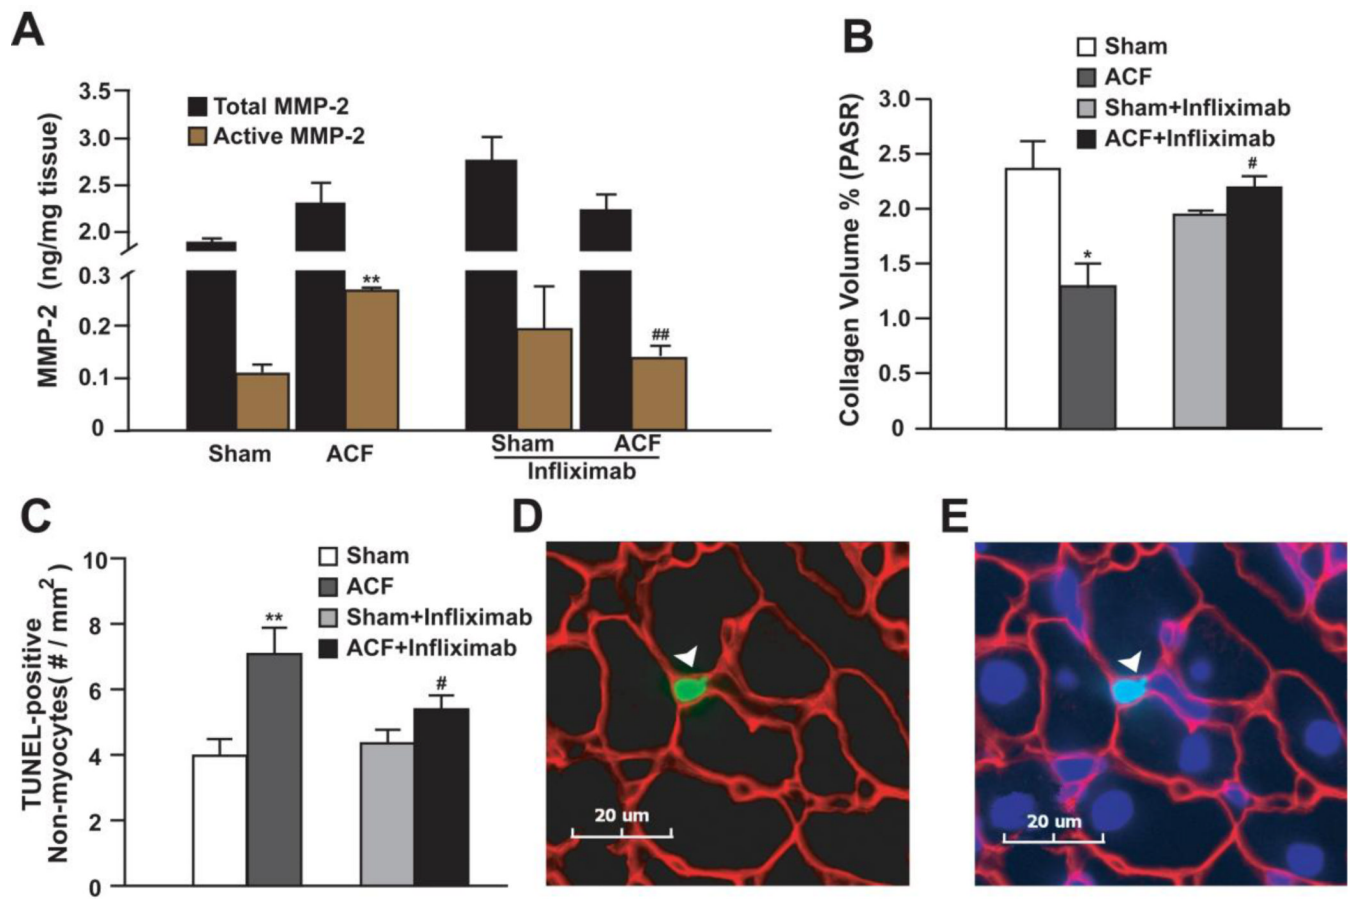 A
MMP-2 (ng/mg tissue)
3.5
3.0
2.5
2.0
0.3
0.2
0.1
0
Total MMP-2
Active MMP-2
**
##
Sham
ACF
Sham
ACF
Infliximab
B
Collagen Volume % (PASR)
3.0
2.5
2.0
1.5
1.0
0.5
0
Sham
ACF
Sham+Infliximab
ACF+Infliximab
*
#
C
TUNEL-positive
Non-myocytes( # / mm2 )
10
8
6
4
2
0
Sham
ACF
Sham+Infliximab
ACF+Infliximab
**
#
D
20 um
E
20 um